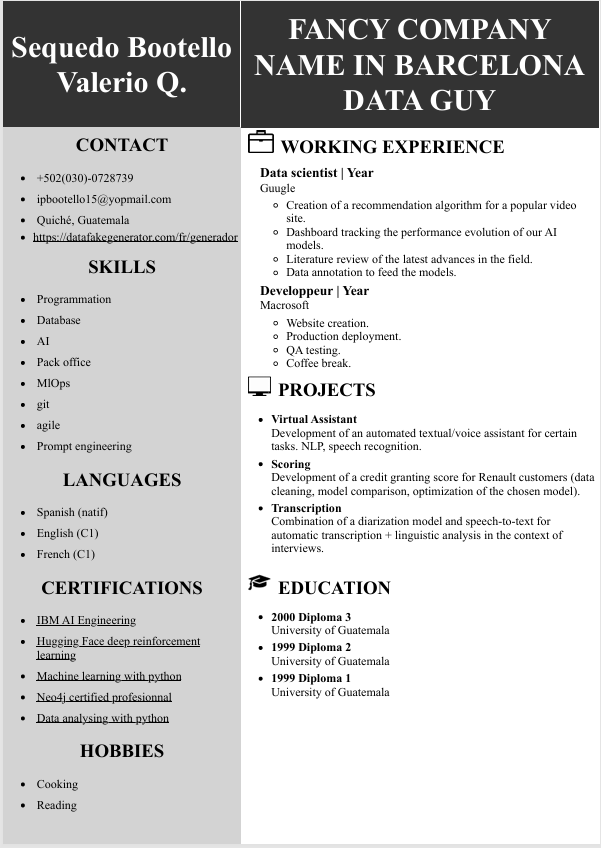 Sequedo Bootello
Valerio Q.
FANCY COMPANY
NAME IN BARCELONA
DATA GUY
CONTACT
+502(030)-0728739
ipbootello15@yopmail.com
Quiché, Guatemala
https://datafakegenerator.com/fr/generador
SKILLS
Programmation
Database
AI
Pack office
MlOps
git
agile
Prompt engineering
LANGUAGES
Spanish (natif)
English (C1)
French (C1)
CERTIFICATIONS
IBM AI Engineering
Hugging Face deep reinforcement
learning
Machine learning with python
Neo4j certified profesionnal
Data analysing with python
HOBBIES
Cooking
Reading
WORKING EXPERIENCE
Data scientist | Year
Guugle
Creation of a recommendation algorithm for a popular video
site.
Dashboard tracking the performance evolution of our AI
models.
Literature review of the latest advances in the field.
Data annotation to feed the models.
Developpeur | Year
Macrosoft
Website creation.
Production deployment.
QA testing.
Coffee break.
PROJECTS
Virtual Assistant
Development of an automated textual/voice assistant for certain
tasks. NLP, speech recognition.
Scoring
Development of a credit granting score for Renault customers (data
cleaning, model comparison, optimization of the chosen model).
Transcription
Combination of a diarization model and speech-to-text for
automatic transcription + linguistic analysis in the context of
interviews.
EDUCATION
2000 Diploma 3
University of Guatemala
1999 Diploma 2
University of Guatemala
1999 Diploma 1
University of Guatemala